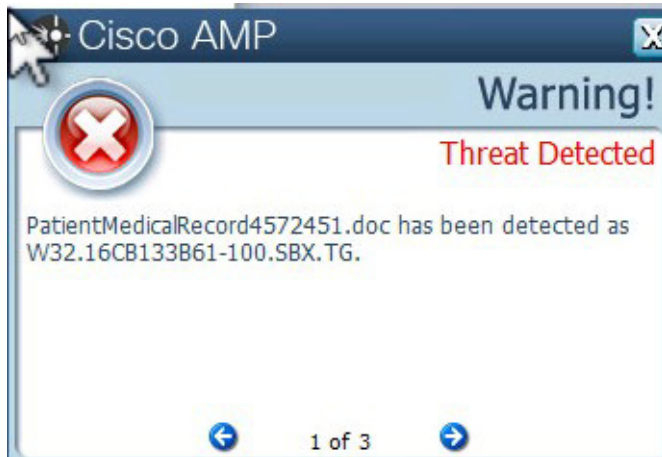 Cisco AMP
Warning!
Threat Detected
PatientMedicalRecord4572451.doc has been detected as
W32.16CB133B61-100.SBX.TG.
1 of 3